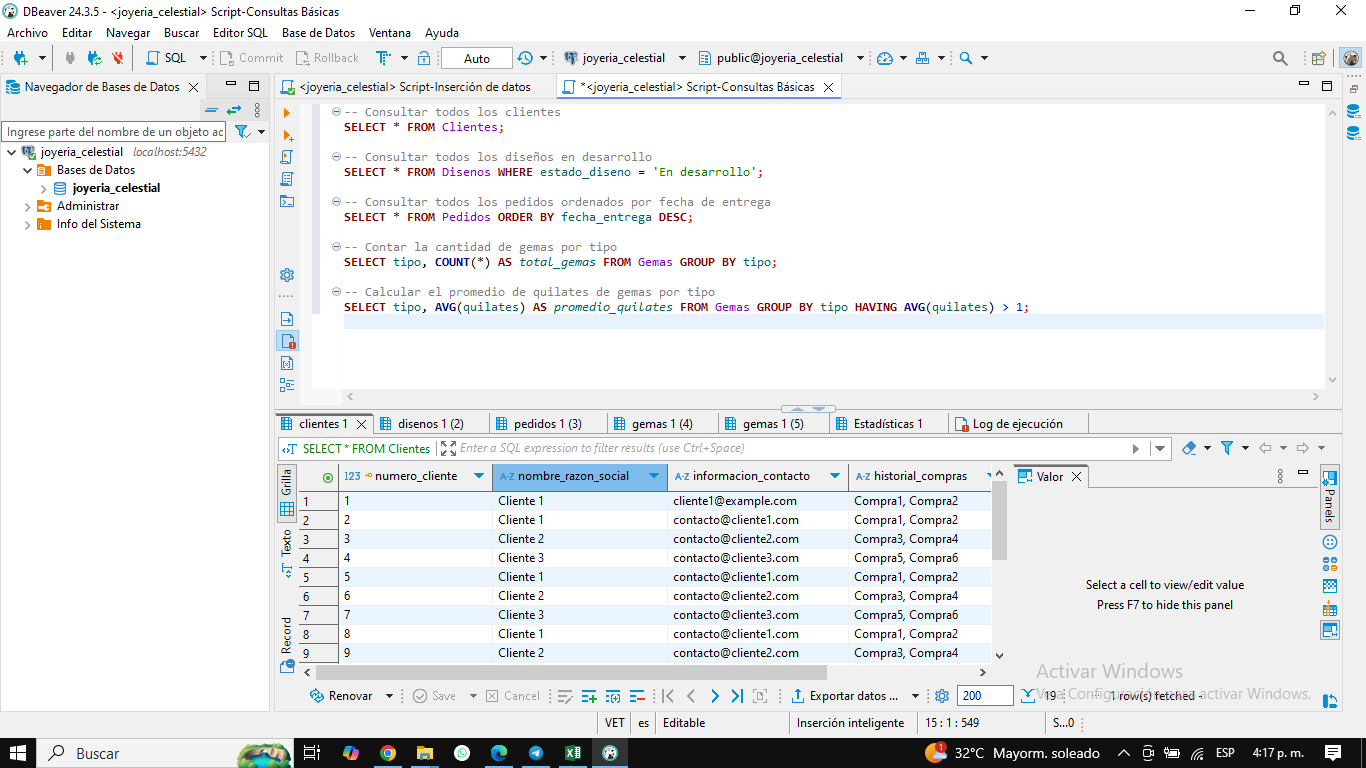 DBeaver 24.3.5 - <joyeria_celestial> Script-Consultas Básicas
Archivo Editar Navegar Buscar Editor SQL Base de Datos Ventana Ayuda
SQL Commit Rollback Auto joyeria_celestial public@joyeria_celestial
Navegador de Bases de Datos
<joyeria_celestial> Script-Inserción de datos
*<joyeria_celestial> Script-Consultas Básicas
Ingrese parte del nombre de un objeto ac
joyeria_celestial localhost:5432
Bases de Datos
joyeria_celestial
Administrar
Info del Sistema
-- Consultar todos los clientes
SELECT * FROM Clientes;
-- Consultar todos los diseños en desarrollo
SELECT * FROM Disenos WHERE estado_diseno = 'En desarrollo';
-- Consultar todos los pedidos ordenados por fecha de entrega
SELECT * FROM Pedidos ORDER BY fecha_entrega DESC;
-- Contar la cantidad de gemas por tipo
SELECT tipo, COUNT(*) AS total_gemas FROM Gemas GROUP BY tipo;
-- Calcular el promedio de quilates de gemas por tipo
SELECT tipo, AVG(quilates) AS promedio_quilates FROM Gemas GROUP BY tipo HAVING AVG(quilates) > 1;
clientes 1 disenos 1 (2) pedidos 1 (3) gemas 1 (4) gemas 1 (5) Estadísticas 1 Log de ejecución
SELECT * FROM Clientes Enter a SQL expression to filter results (use Ctrl+Space)
Grilla
Texto
Record
123 numero_cliente A-Z nombre_razon_social A-Z informacion_contacto A-Z historial_compras
1 1 Cliente 1 cliente1@example.com Compra1, Compra2
2 2 Cliente 1 contacto@cliente1.com Compra1, Compra2
3 3 Cliente 2 contacto@cliente2.com Compra3, Compra4
4 4 Cliente 3 contacto@cliente3.com Compra5, Compra6
5 5 Cliente 1 contacto@cliente1.com Compra1, Compra2
6 6 Cliente 2 contacto@cliente2.com Compra3, Compra4
7 7 Cliente 3 contacto@cliente3.com Compra5, Compra6
8 8 Cliente 1 contacto@cliente1.com Compra1, Compra2
9 9 Cliente 2 contacto@cliente2.com Compra3, Compra4
Valor
Select a cell to view/edit value
Press F7 to hide this panel
Panels
Renovar Save Cancel Exportar datos ... 200 19
1 row(s) fetched -
Activar Windows
Ve a Configuración para activar Windows.
VET es Editable Inserción inteligente 15 : 1 : 549 S...0
Buscar
1 32°C Mayorm. soleado ESP 4:17 p. m.